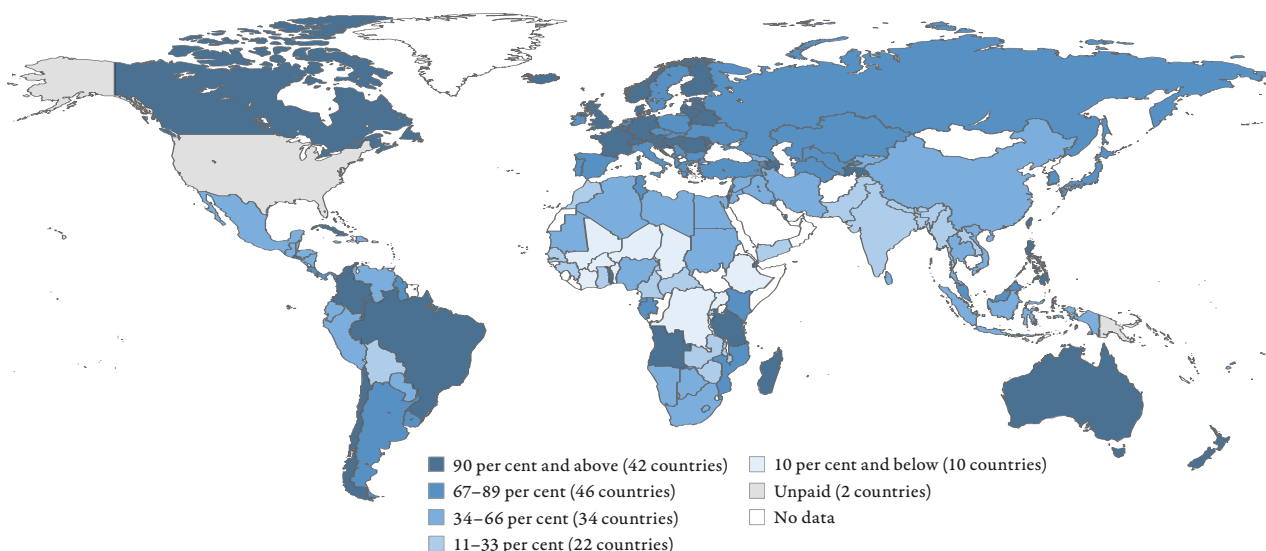 90 per cent and above (42 countries)
67–89 per cent (46 countries)
34–66 per cent (34 countries)
11–33 per cent (22 countries)
10 per cent and below (10 countries)
Unpaid (2 countries)
No data